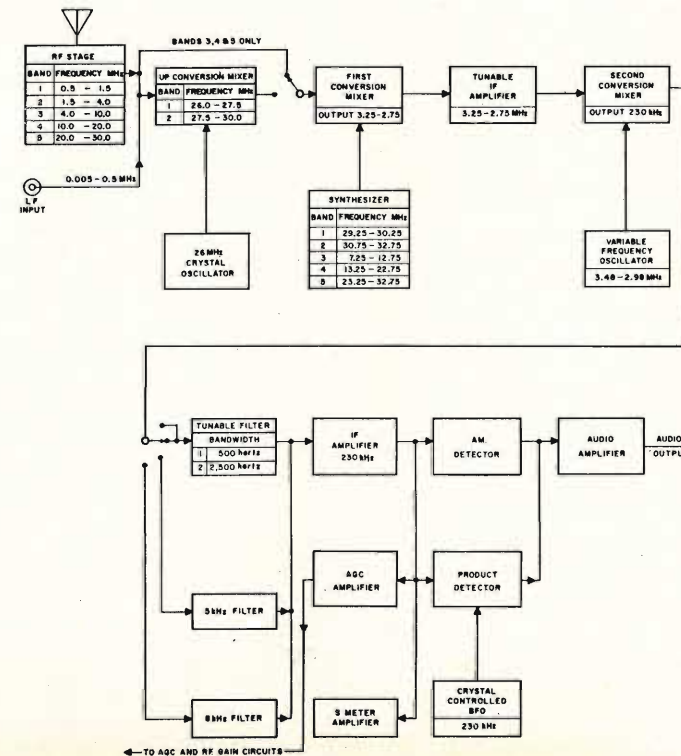 BANDS 3,4 & 5 ONLY
RF STAGE
BAND FREQUENCY MHz
1 0.5 - 1.5
2 1.5 - 4.0
3 4.0 - 10.0
4 10.0 - 20.0
5 20.0 - 30.0
UP CONVERSION MIXER
BAND FREQUENCY MHz
1 26.0 - 27.5
2 27.5 - 30.0
FIRST
CONVERSION
MIXER
OUTPUT 3.25-2.75
TUNABLE
IF
AMPLIFIER
3.25-2.75 MHz
SECOND
CONVERSION
MIXER
OUTPUT 230 kHz
0.005-0.5 MHz
LF
INPUT
26 MHz
CRYSTAL
OSCILLATOR
SYNTHESIZER
BAND FREQUENCY MHz
1 29.25 - 30.25
2 30.75 - 32.75
3 7.25 - 12.75
4 13.25 - 22.75
5 23.25 - 32.75
VARIABLE
FREQUENCY
OSCILLATOR
3.48-2.98 MHz
TUNABLE FILTER
BANDWIDTH
1 500 hertz
2 2,500 hertz
IF
AMPLIFIER
230 kHz
A.M.
DETECTOR
AUDIO
AMPLIFIER
AUDIO
OUTPU
5 kHz FILTER
AGC
AMPLIFIER
PRODUCT
DETECTOR
8 kHz FILTER
S METER
AMPLIFIER
CRYSTAL
CONTROLLED
BFO
230 kHz
TO AGC AND RF GAIN CIRCUITS